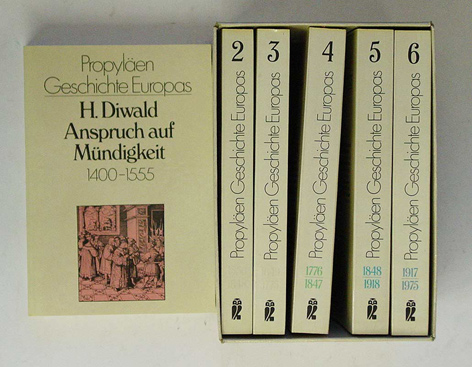 Propyläen
Geschichte Europas
H. Diwald
Anspruch auf
Mündigkeit
1400-1555
2
Propyläen Geschichte Europas
3
Propyläen Geschichte Europas
4
Propyläen Geschichte Europas
1776
1847
5
Propyläen Geschichte Europas
1848
1918
6
Propyläen Geschichte Europas
1917
1975